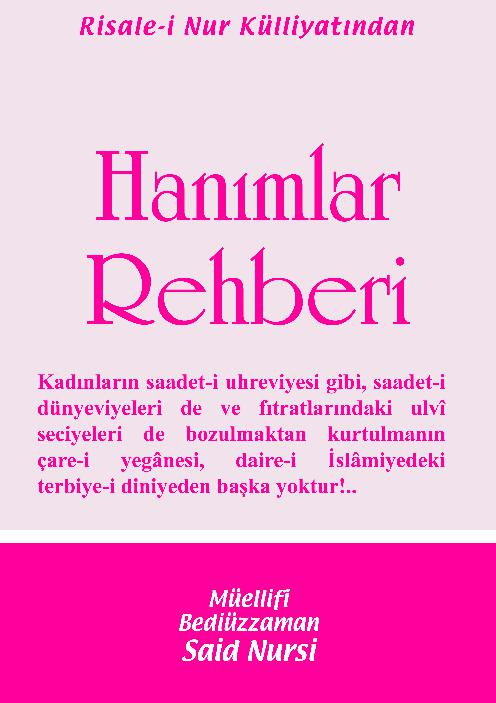 Risale-i Nur Külliyatından
Hanımlar
Rehberi
Kadınların saadet-i uhreviyesi gibi, saadet-i
dünyeviyeleri de ve fıtratlarındaki ulvî
seciyeleri de bozulmaktan kurtulmanın
çare-i yegânesi, daire-i İslâmiyedeki
terbiye-i diniyeden başka yoktur!..
Müellifi
Bediüzzaman
Said Nursi